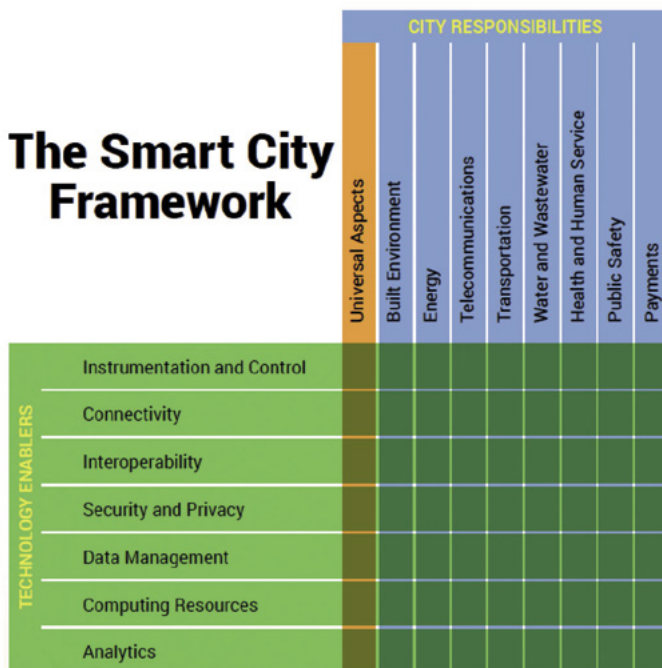 CITY RESPONSIBILITIES
The Smart City
Framework
Universal Aspects
Built Environment
Energy
Telecommunications
Transportation
Water and Wastewater
Health and Human Service
Public Safety
Payments
TECHNOLOGY ENABLERS
Instrumentation and Control
Connectivity
Interoperability
Security and Privacy
Data Management
Computing Resources
Analytics